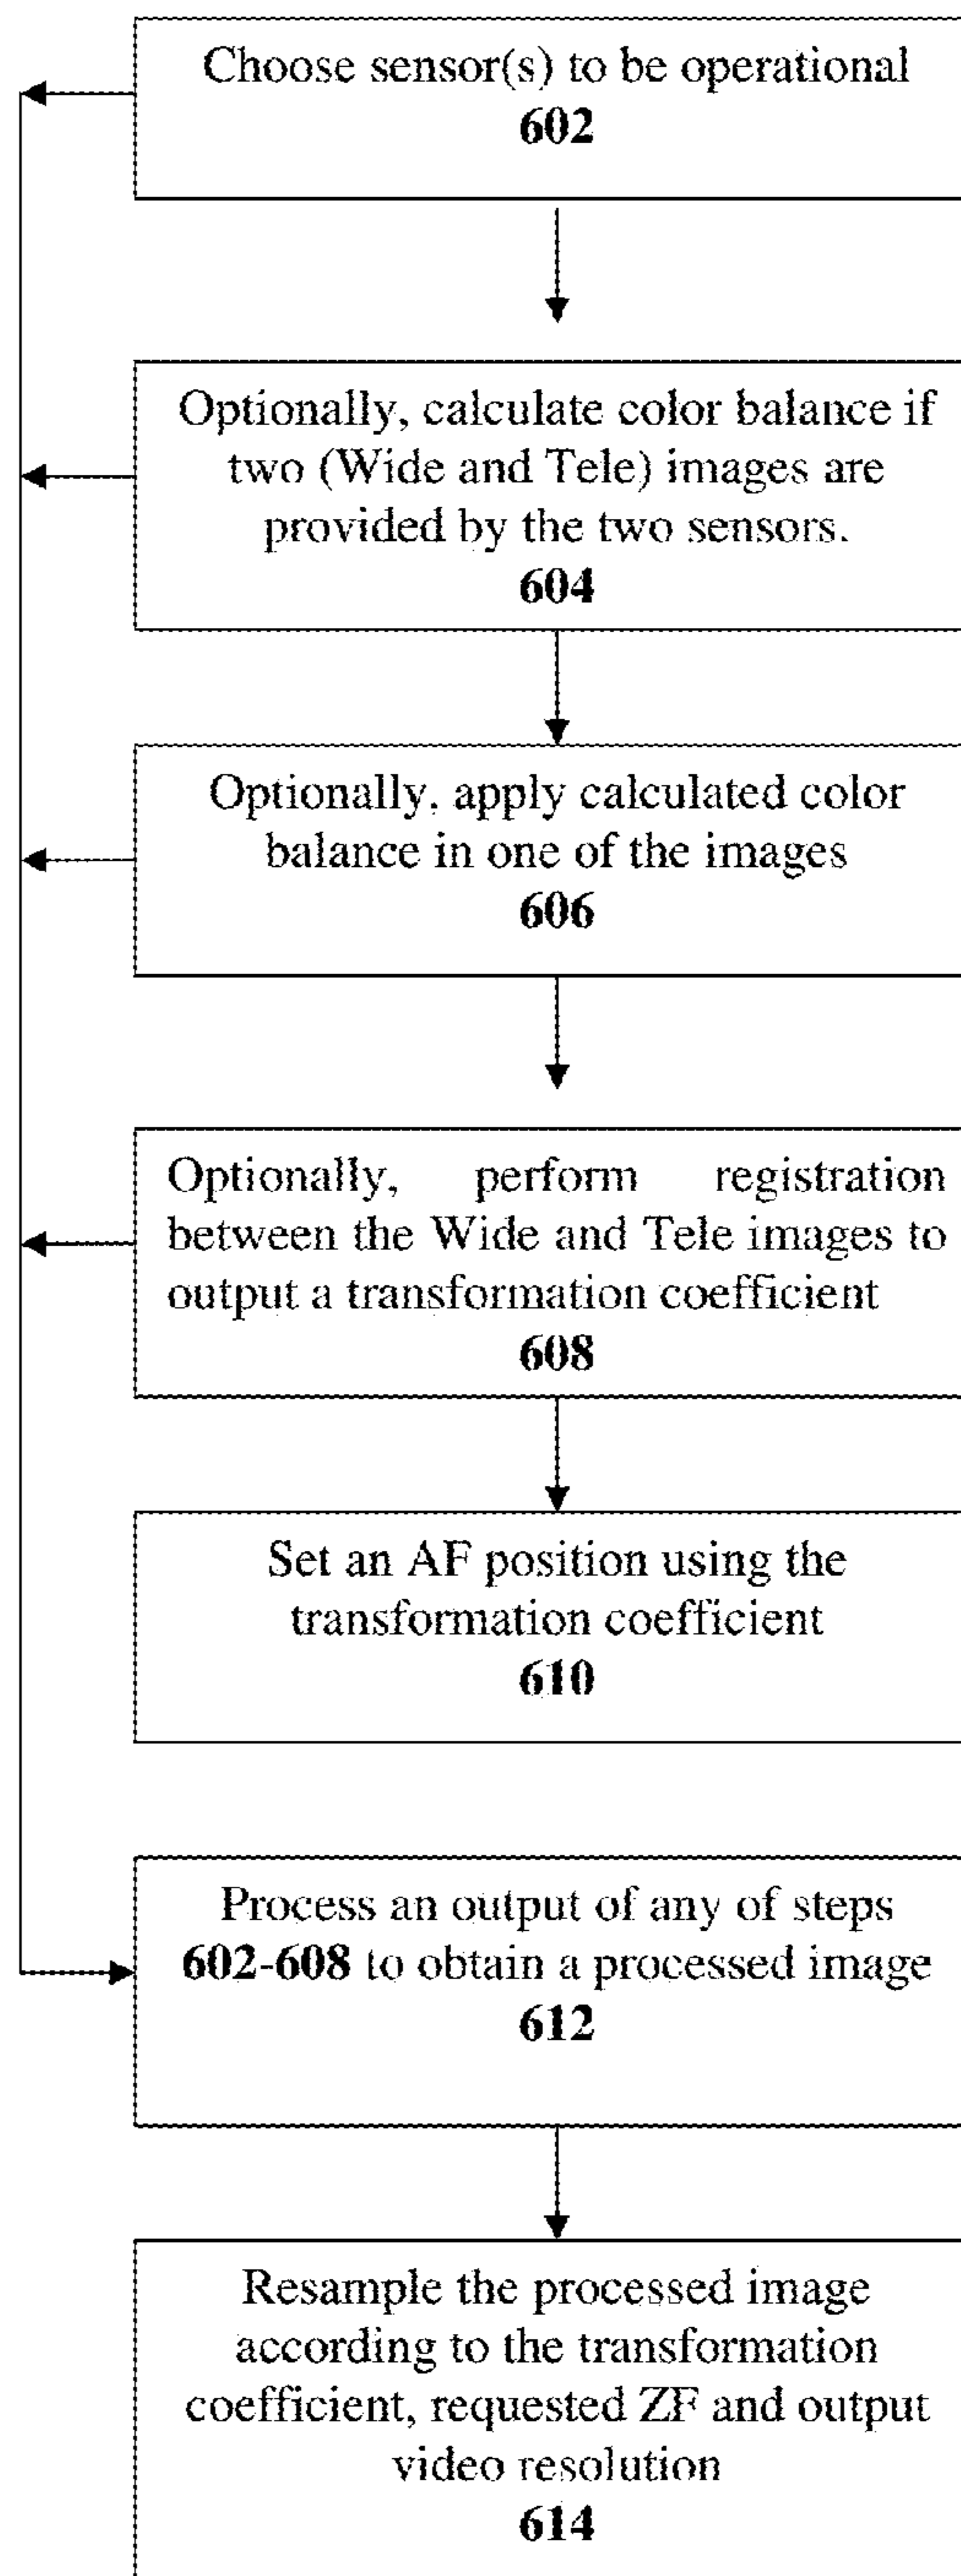 Choose sensor(s) to be operational
602
Optionally, calculate color balance if
two (Wide and Tele) images are
provided by the two sensors.
604
Optionally, apply calculated color
balance in one of the images
606
Optionally, perform registration
between the Wide and Tele images to
output a transformation coefficient
608
Set an AF position using the
transformation coefficient
610
Process an output of any of steps
602-608 to obtain a processed image
612
Resample the processed image
according to the transformation
coefficient, requested ZF and output
video resolution
614